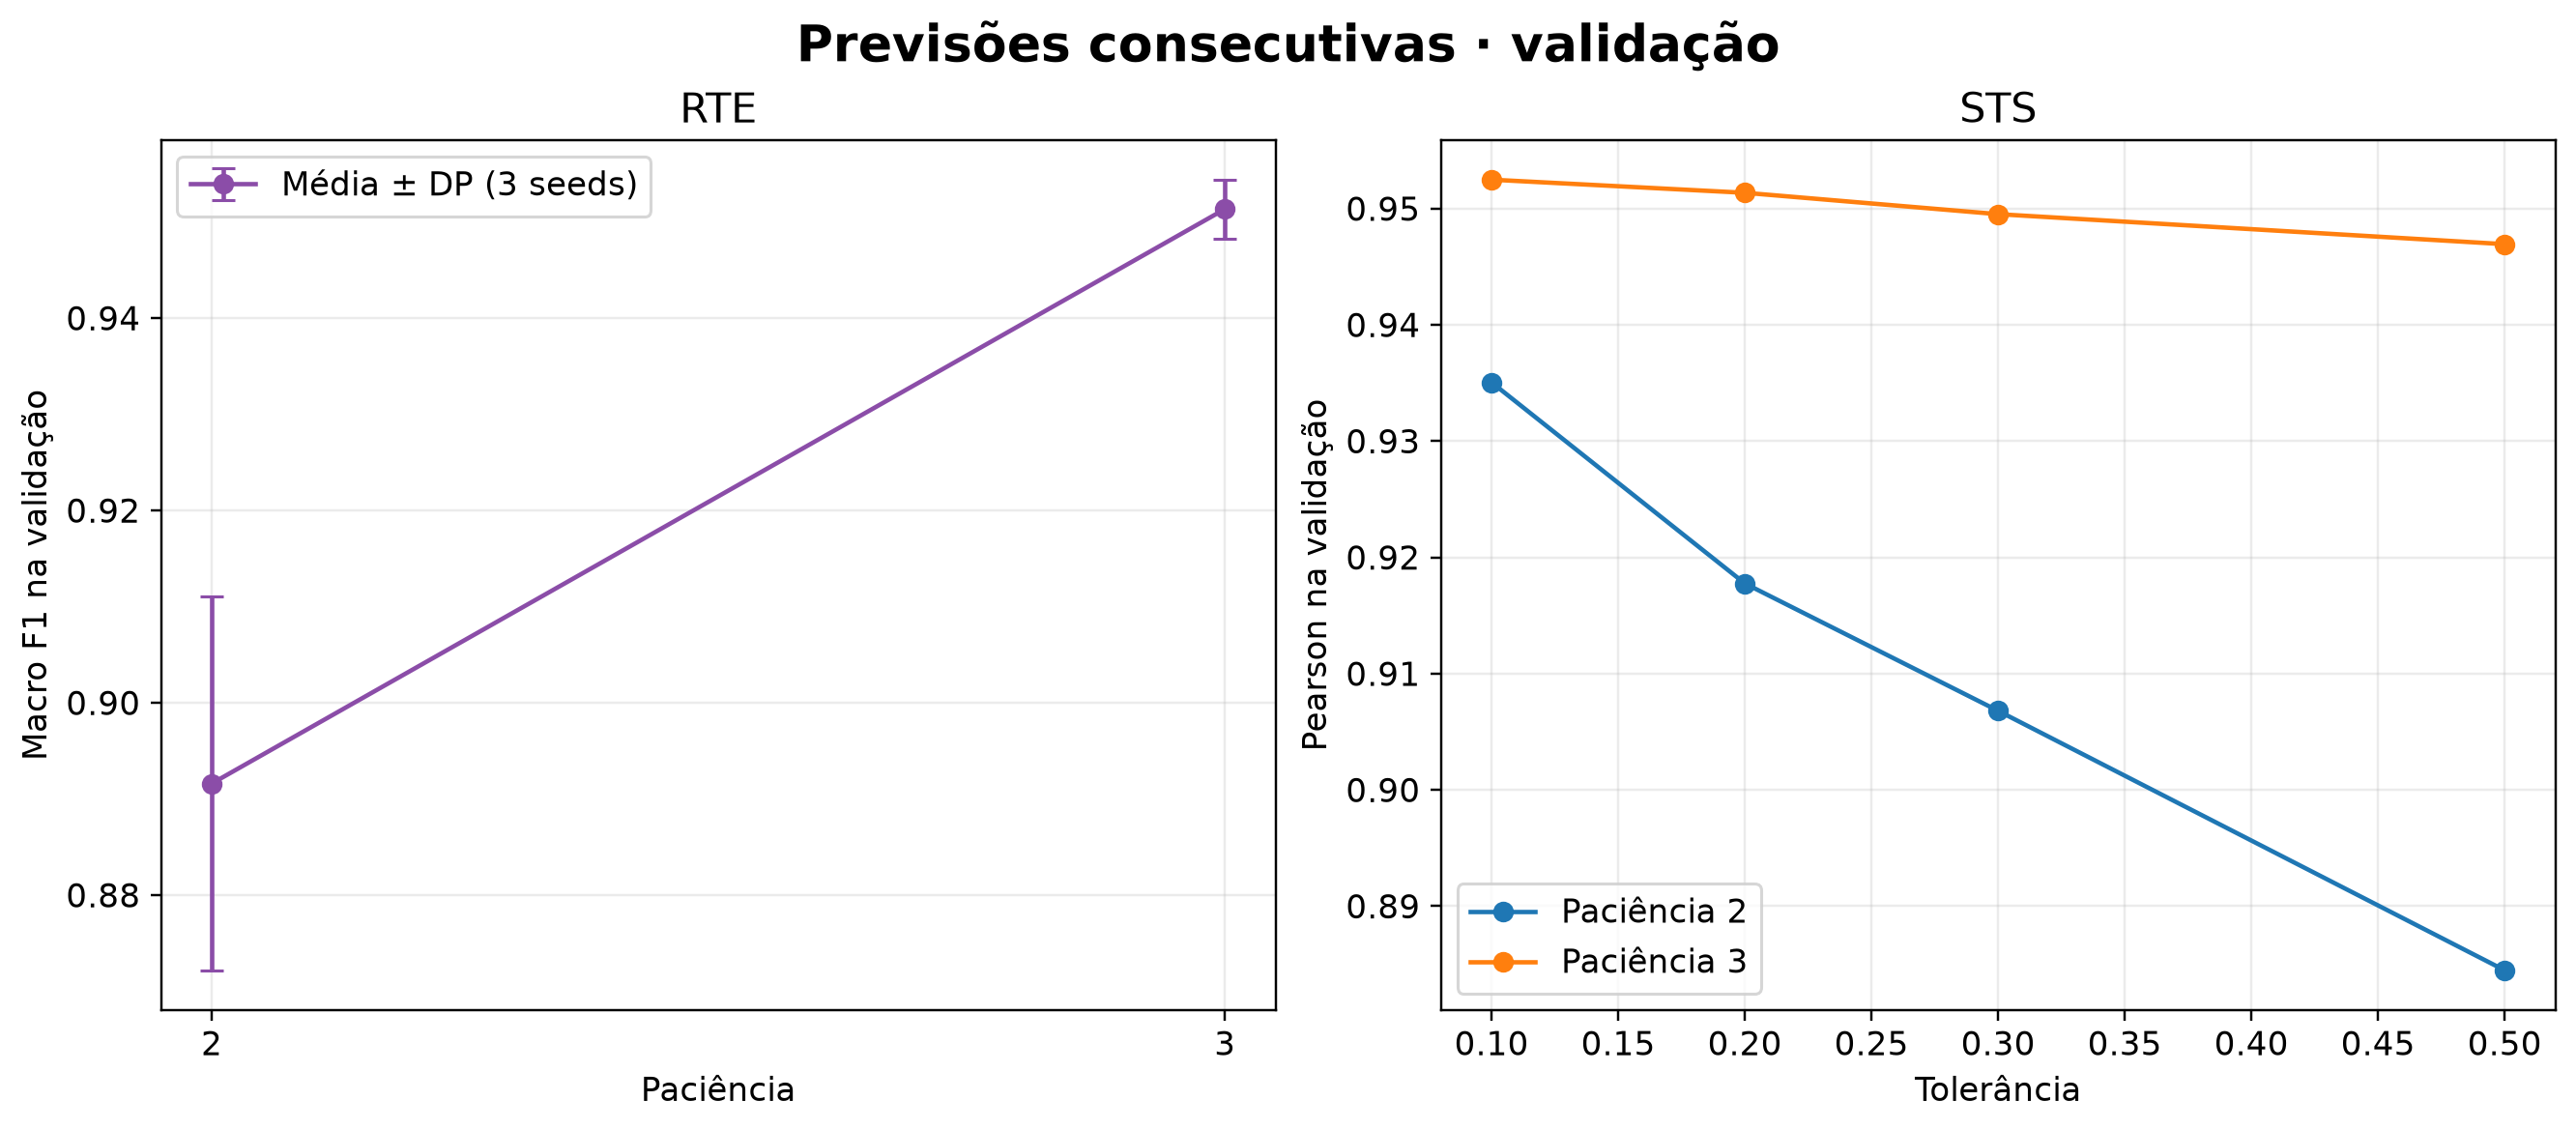 Previsões consecutivas · validação
RTE
Média ± DP (3 seeds)
Macro F1 na validação
0.94
0.92
0.90
0.88
2
3
Paciência
STS
Pearson na validação
0.95
0.94
0.93
0.92
0.91
0.90
0.89
Paciência 2
Paciência 3
0.10 0.15 0.20 0.25 0.30 0.35 0.40 0.45 0.50
Tolerância